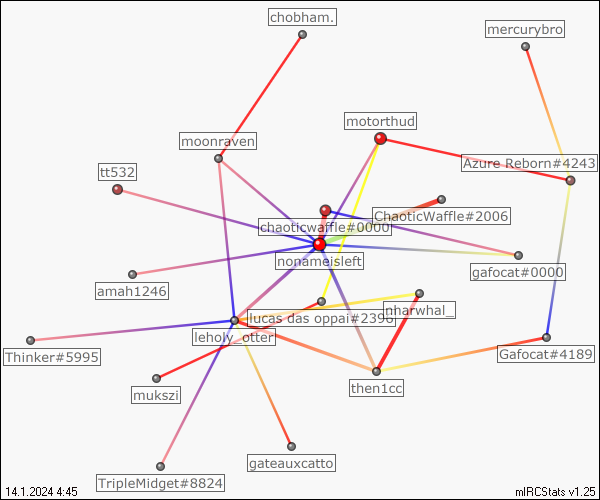 chobham.
mercurybro
motorthud
moonraven
Azure Reborn#4243
tt532
ChaoticWaffle#2006
chaoticwaffle#0000
nonameisleft
gafocat#0000
amah1246
nharwhal_
lucas das oppai#2396
leholy_otter
Thinker#5995
Gafocat#4189
mukszi
then1cc
gateauxcatto
TripleMidget#8824
14.1.2024 4:45
mIRCStats v1.25